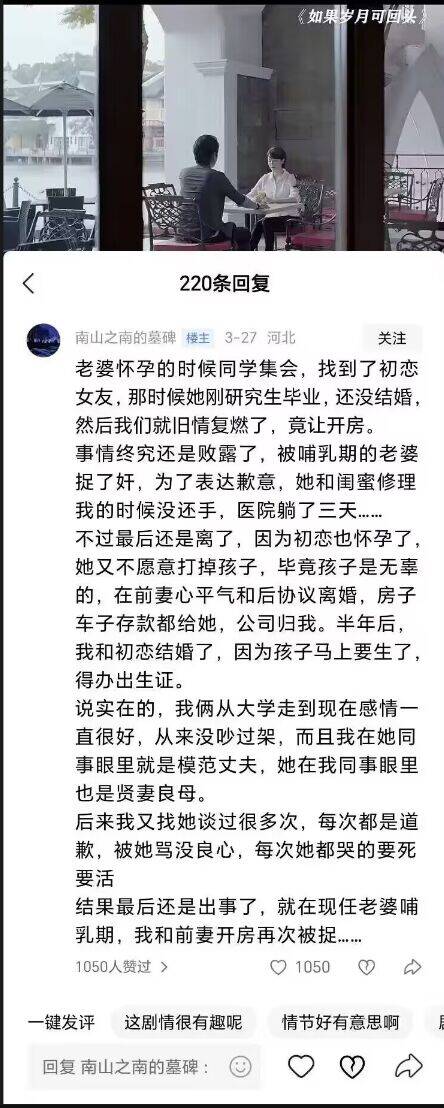 《如果岁月可回头》
220条回复
南山之南的墓碑 楼主 3-27 河北
关注
老婆怀孕的时候同学集会，找到了初恋
女友，那时候她刚研究生毕业，还没结婚，
然后我们就旧情复燃了，竟让开房。
事情终究还是败露了，被哺乳期的老婆
捉了奸，为了表达歉意，她和闺蜜修理
我的时候没还手，医院躺了三天……
不过最后还是离了，因为初恋也怀孕了，
她又不愿意打掉孩子，毕竟孩子是无辜
的，在前妻心平气和后协议离婚，房子
车子存款都给她，公司归我。半年后，
我和初恋结婚了，因为孩子马上要生了，
得办出生证。
说实在的，我俩从大学走到现在感情一
直很好，从来没吵过架，而且我在她同
事眼里就是模范丈夫，她在我同事眼里
也是贤妻良母。
后来我又找她谈过很多次，每次都是道
歉，被她骂没良心，每次她都哭的要死
要活
结果最后还是出事了，就在现任老婆哺
乳期，我和前妻开房再次被捉……
1050人赞过
1050
一键发评
这剧情很有趣呢
情节好有意思啊
回复 南山之南的墓碑：